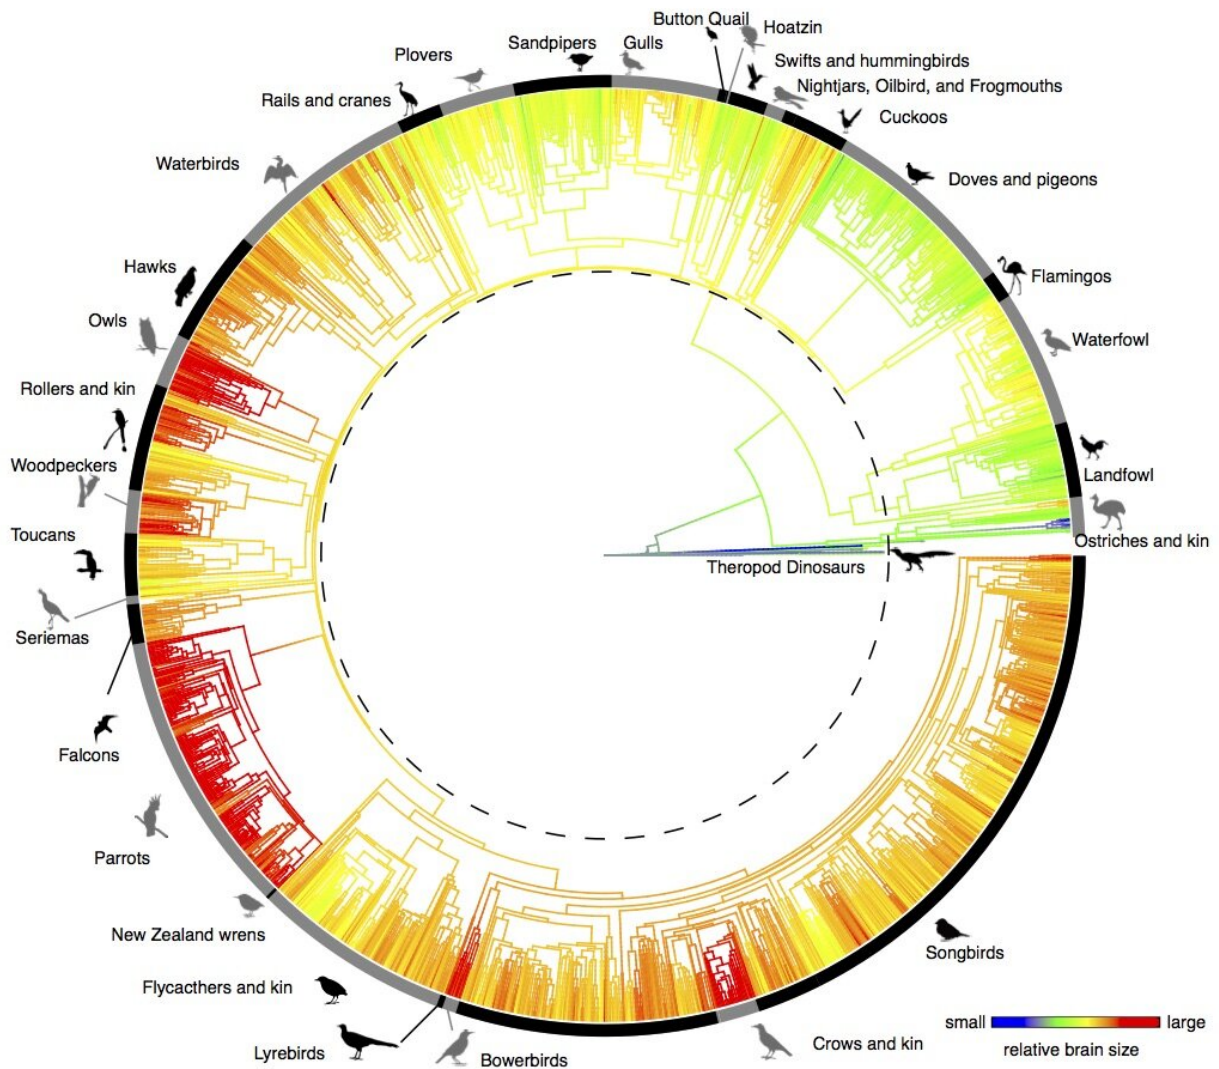 Button Quail
Hoatzin
Sandpipers
Gulls
Plovers
Swifts and hummingbirds
Nightjars, Oilbird, and Frogmouths
Rails and cranes
Cuckoos
Waterbirds
Doves and pigeons
Hawks
Flamingos
Owls
Waterfowl
Rollers and kin
Woodpeckers
Landfowl
Toucans
Ostriches and kin
Theropod Dinosaurs
Seriemas
Falcons
Parrots
New Zealand wrens
Songbirds
Flycacthers and kin
small
large
Crows and kin
relative brain size
Lyrebirds
Bowerbirds